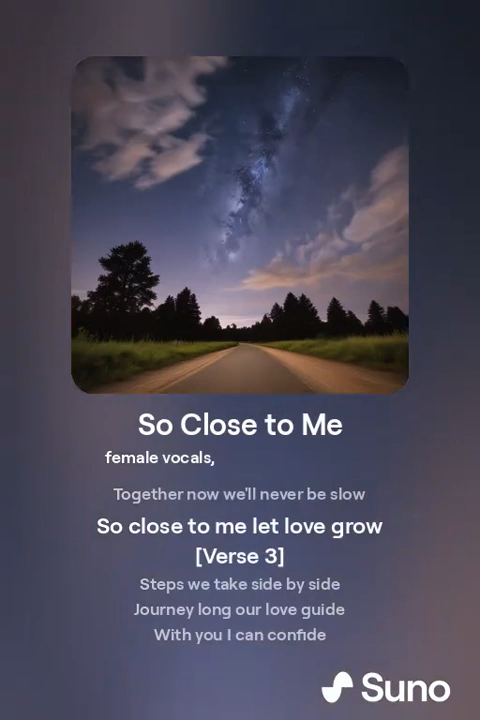 So Close to Me
female vocals,
Together now we'll never be slow
So close to me let love grow
[Verse 3]
Steps we take side by side
Journey long our love guide
With you I can confide
Suno